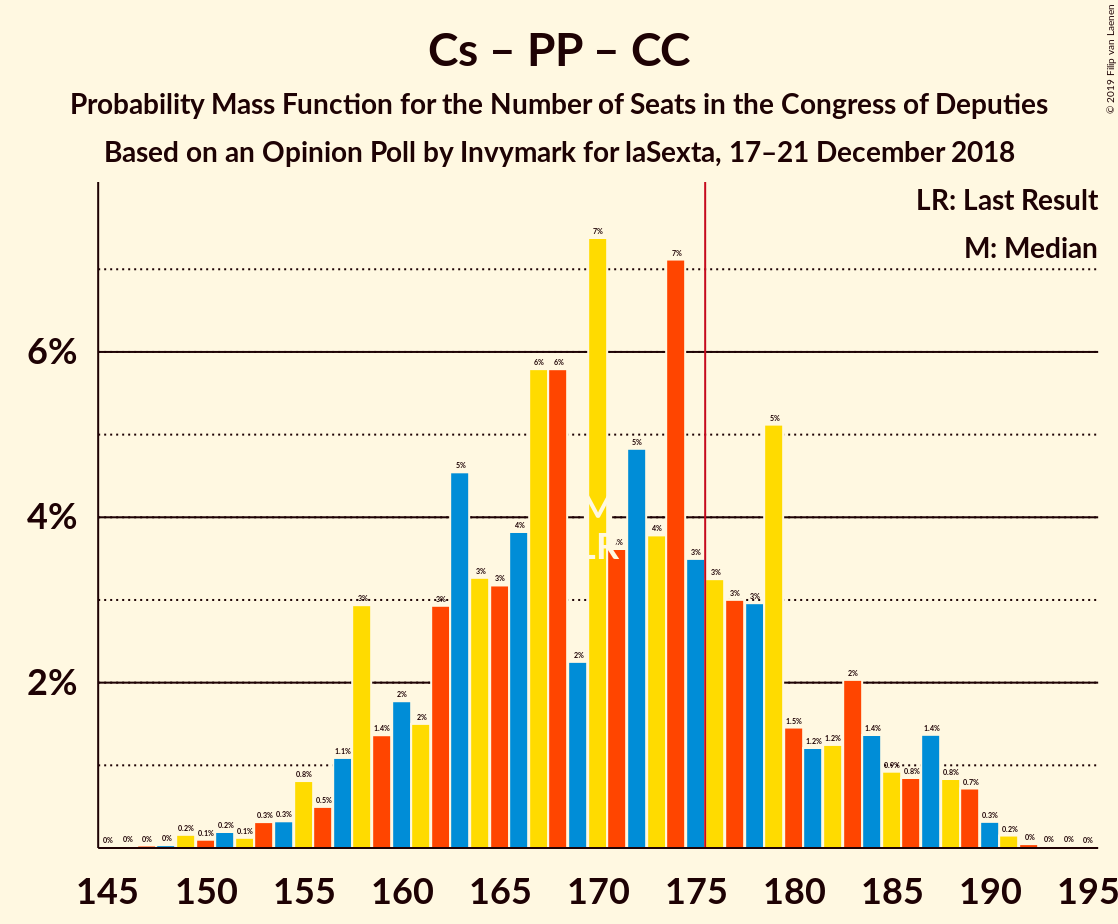 Cs – PP – CC
Probability Mass Function for the Number of Seats in the Congress of Deputies
Based on an Opinion Poll by Invymark for laSexta, 17–21 December 2018
© 2019 Filip van Laenen
LR: Last Result
M: Median
6%
4%
2%
0% 0% 0% 0% 0.2% 0.1% 0.2% 0.1% 0.3% 0.3% 0.8% 0.5% 1.1% 3% 1.4% 2% 2% 3% 5% 3% 3% 4% 6% 6% 2% 7% 5% 4% 7% 3% 3% 3% 3% 5% 1.5% 1.2% 1.2% 2% 1.4% 0.9% 0.8% 1.4% 0.8% 0.7% 0.3% 0.2% 0% 0% 0% 0%
M
LR
145 150 155 160 165 170 175 180 185 190 195